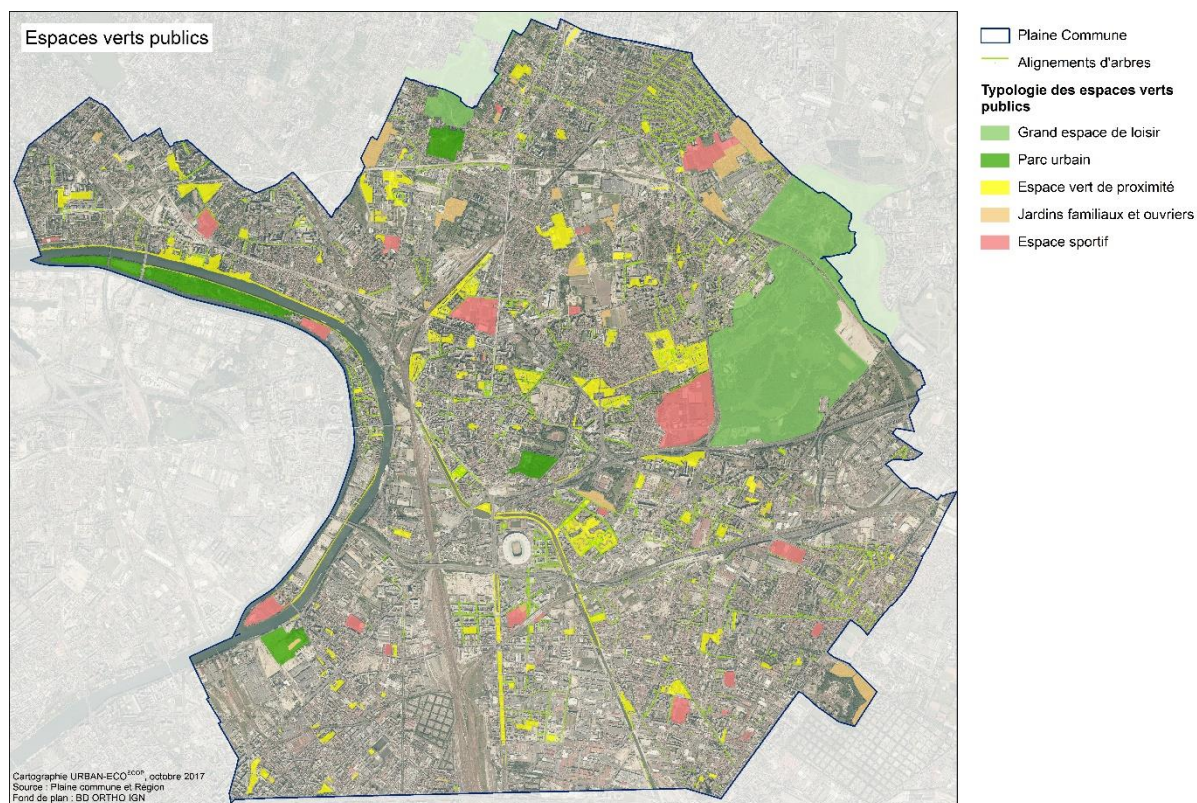 Espaces verts publics
Plaine Commune
Alignements d'arbres
Typologie des espaces verts
publics
Grand espace de loisir
Parc urbain
Espace vert de proximité
Jardins familiaux et ouvriers
Espace sportif
Cartographie URBAN-ECO^SCOP, octobre 2017
Source : Plaine commune et Région
Fond de plan : BD ORTHO IGN